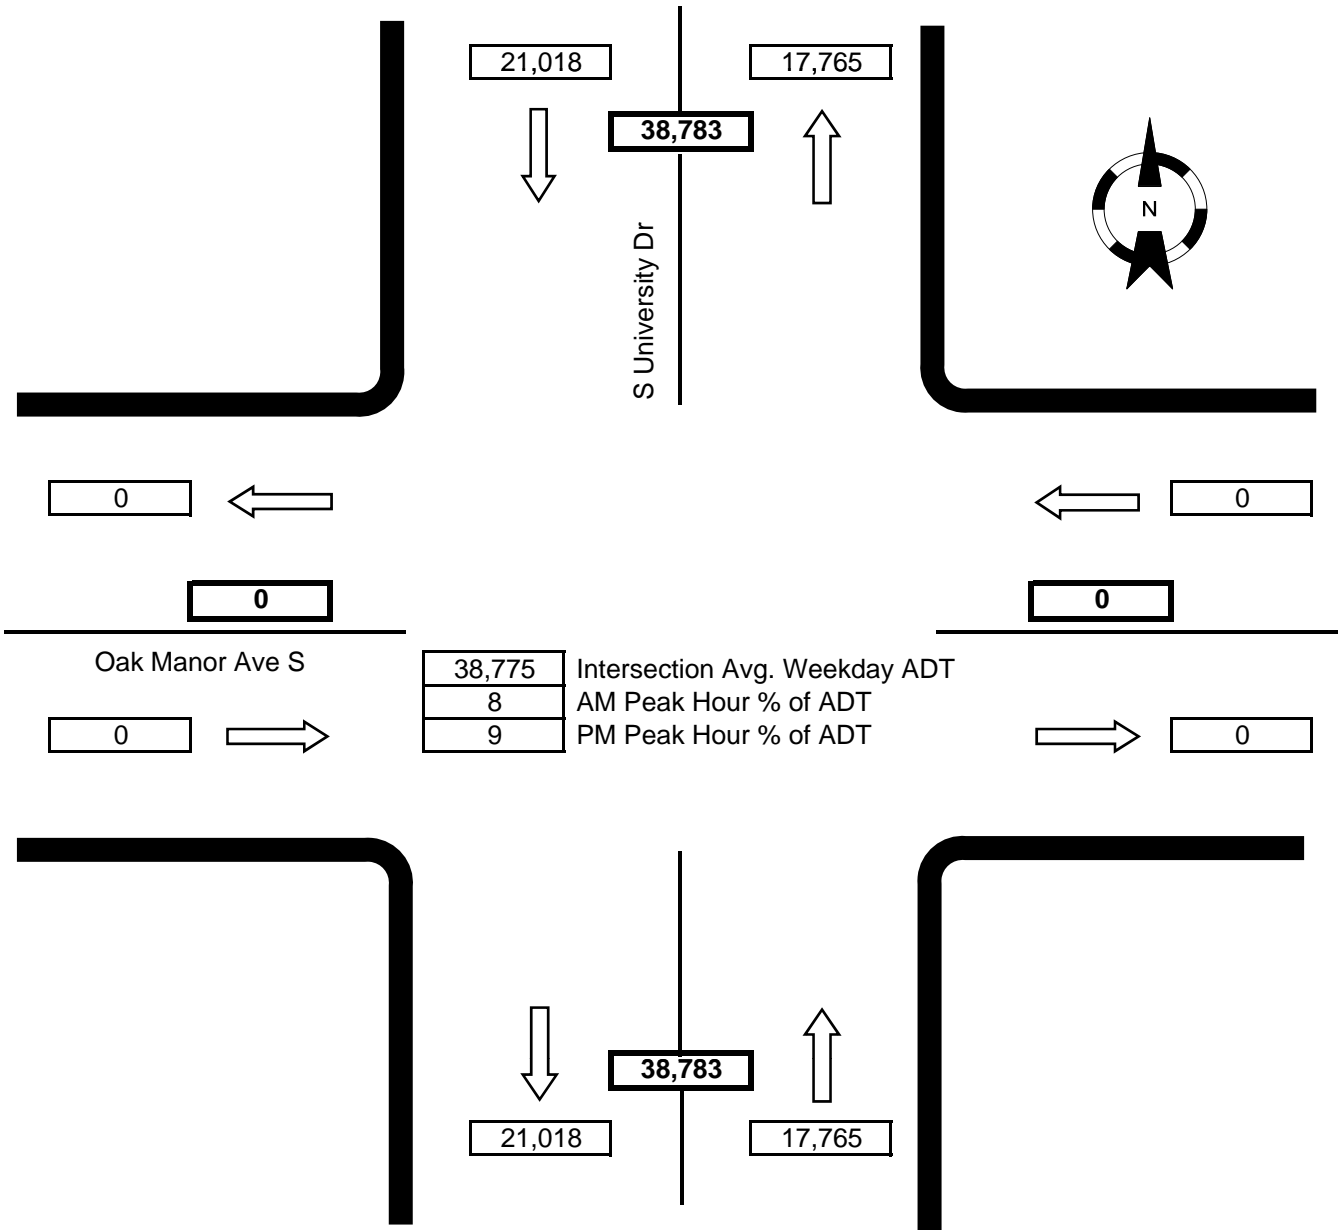 21,018
17,765
38,783
S University Dr
N
0
0
0
0
Oak Manor Ave S
38,775 Intersection Avg. Weekday ADT
8 AM Peak Hour % of ADT
9 PM Peak Hour % of ADT
0
0
38,783
21,018
17,765